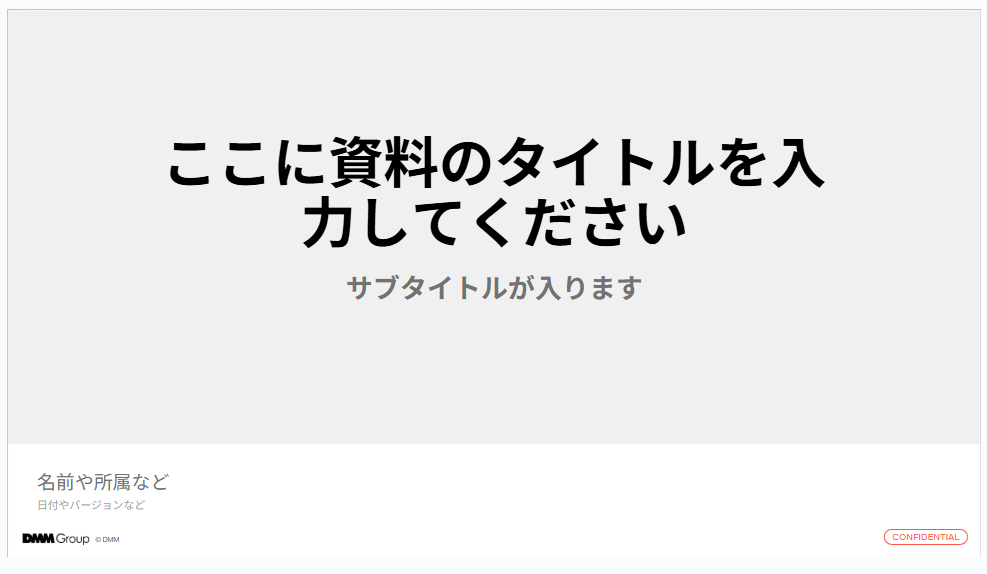 ここに資料のタイトルを入
力してください
サブタイトルが入ります
名前や所属など
日付やバージョンなど
DMM Group © DMM
CONFIDENTIAL